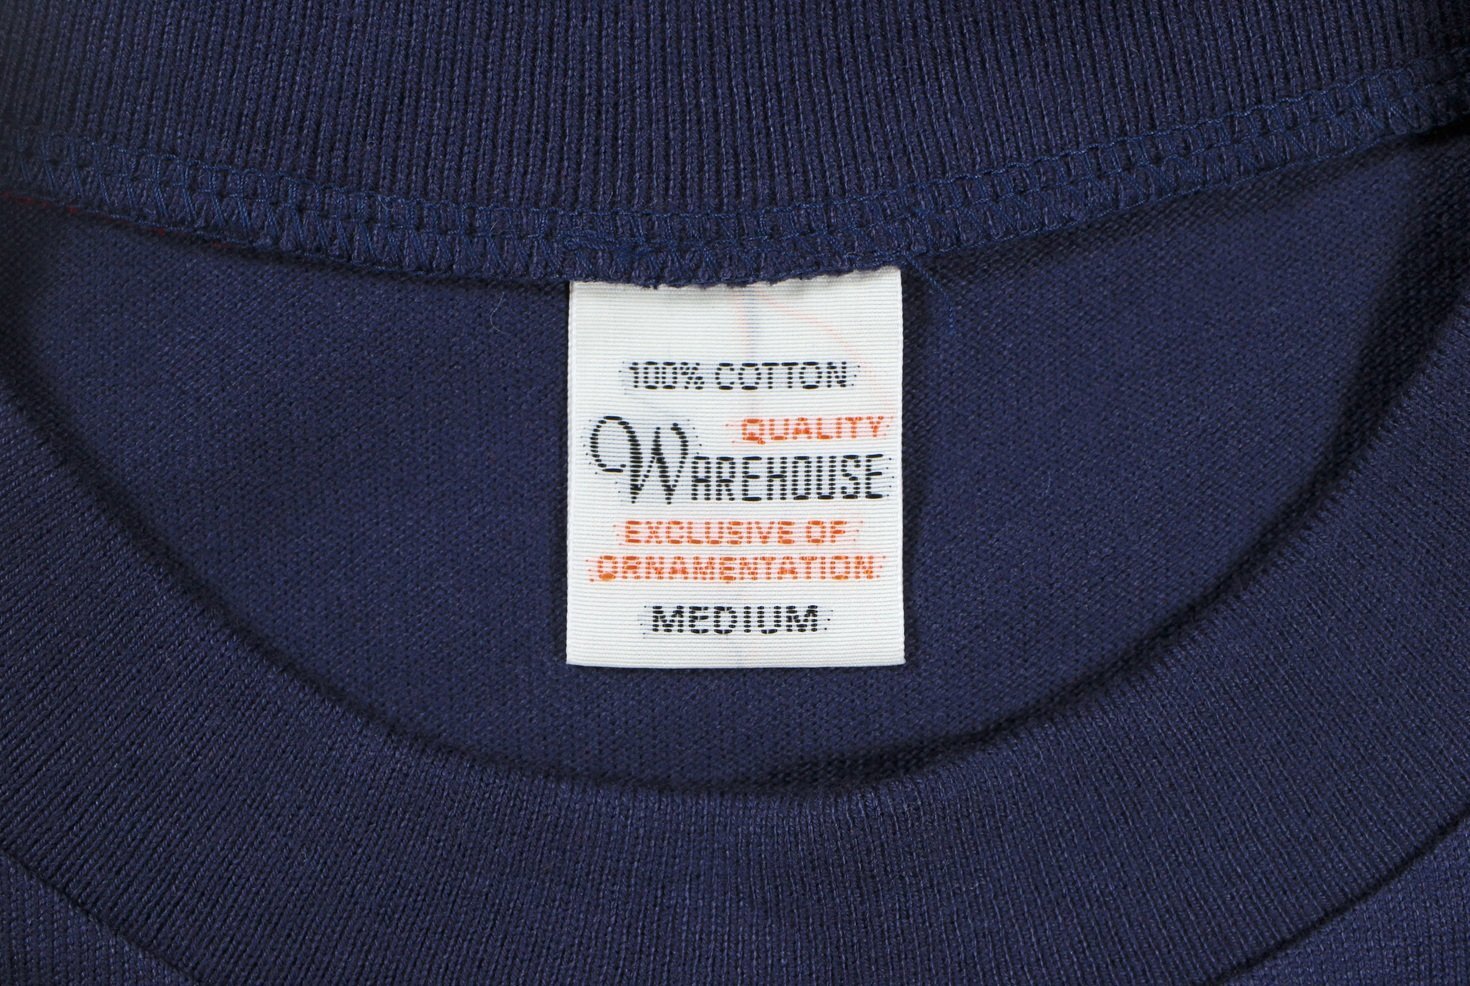 100% COTTON
QUALITY
WAREHOUSE
EXCLUSIVE OF
ORNAMENTATION
MEDIUM